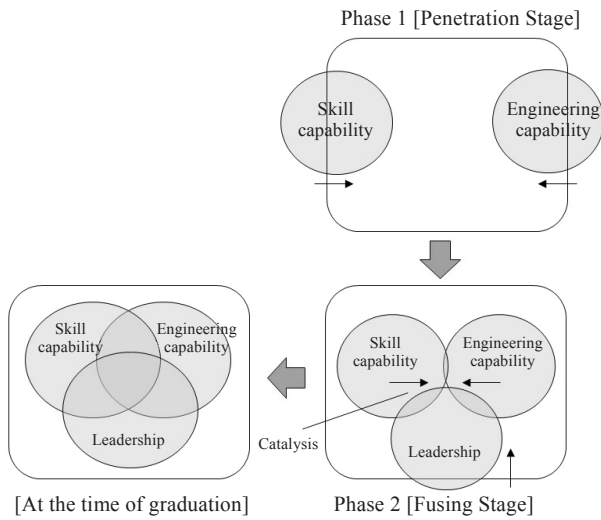 Phase 1 [Penetration Stage]
Skill
capability
Engineering
capability
Skill
capability
Engineering
capability
Leadership
[At the time of graduation]
Skill
capability
Engineering
capability
Catalysis
Leadership
Phase 2 [Fusing Stage]